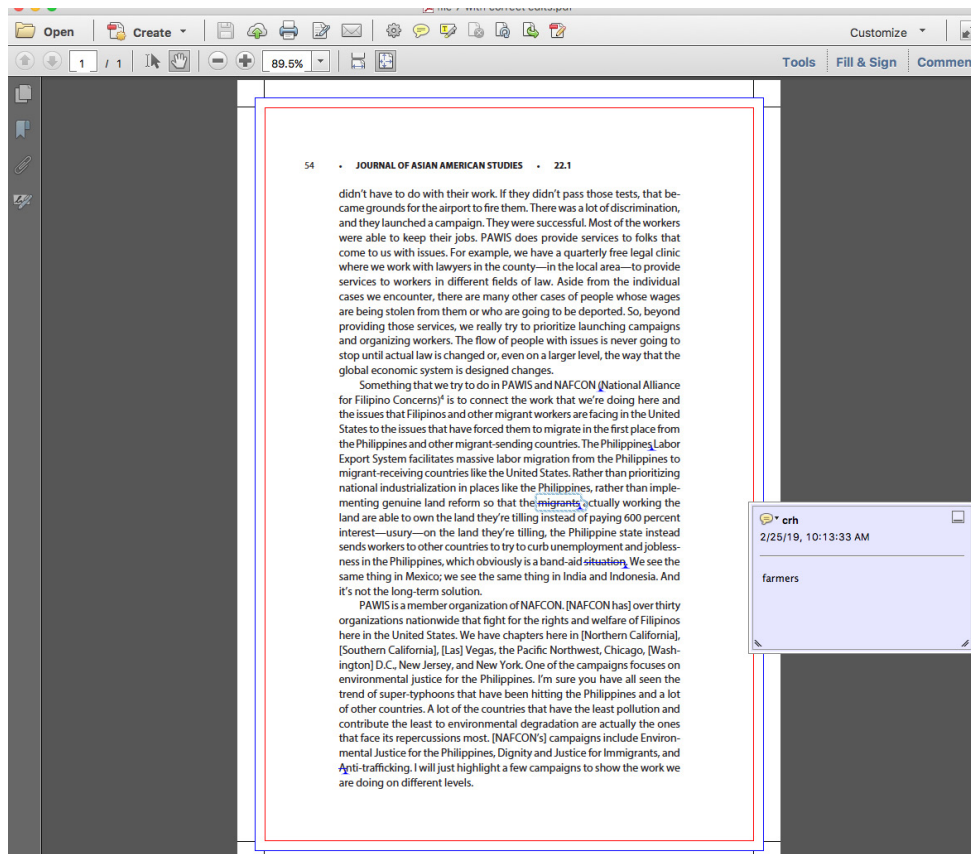 file 7 with correct edits.pdf
Open Create Customize
1 / 1 89.5% Tools Fill & Sign Commen
54 • JOURNAL OF ASIAN AMERICAN STUDIES • 22.1
didn't have to do with their work. If they didn't pass those tests, that be-
came grounds for the airport to fire them. There was a lot of discrimination,
and they launched a campaign. They were successful. Most of the workers
were able to keep their jobs. PAWIS does provide services to folks that
come to us with issues. For example, we have a quarterly free legal clinic
where we work with lawyers in the county—in the local area—to provide
services to workers in different fields of law. Aside from the individual
cases we encounter, there are many other cases of people whose wages
are being stolen from them or who are going to be deported. So, beyond
providing those services, we really try to prioritize launching campaigns
and organizing workers. The flow of people with issues is never going to
stop until actual law is changed or, even on a larger level, the way that the
global economic system is designed changes.
Something that we try to do in PAWIS and NAFCON (National Alliance
for Filipino Concerns)⁴ is to connect the work that we're doing here and
the issues that Filipinos and other migrant workers are facing in the United
States to the issues that have forced them to migrate in the first place from
the Philippines and other migrant-sending countries. The Philippines Labor
Export System facilitates massive labor migration from the Philippines to
migrant-receiving countries like the United States. Rather than prioritizing
national industrialization in places like the Philippines, rather than imple-
menting genuine land reform so that the migrants actually working the
land are able to own the land they're tilling instead of paying 600 percent
interest—usury—on the land they're tilling, the Philippine state instead
sends workers to other countries to try to curb unemployment and jobless-
ness in the Philippines, which obviously is a band-aid situation. We see the
same thing in Mexico; we see the same thing in India and Indonesia. And
it's not the long-term solution.
PAWIS is a member organization of NAFCON. [NAFCON has] over thirty
organizations nationwide that fight for the rights and welfare of Filipinos
here in the United States. We have chapters here in [Northern California],
[Southern California], [Las] Vegas, the Pacific Northwest, Chicago, [Wash-
ington] D.C., New Jersey, and New York. One of the campaigns focuses on
environmental justice for the Philippines. I'm sure you have all seen the
trend of super-typhoons that have been hitting the Philippines and a lot
of other countries. A lot of the countries that have the least pollution and
contribute the least to environmental degradation are actually the ones
that face its repercussions most. [NAFCON's] campaigns include Environ-
mental Justice for the Philippines, Dignity and Justice for Immigrants, and
Anti-trafficking. I will just highlight a few campaigns to show the work we
are doing on different levels.
crh
2/25/19, 10:13:33 AM
farmers